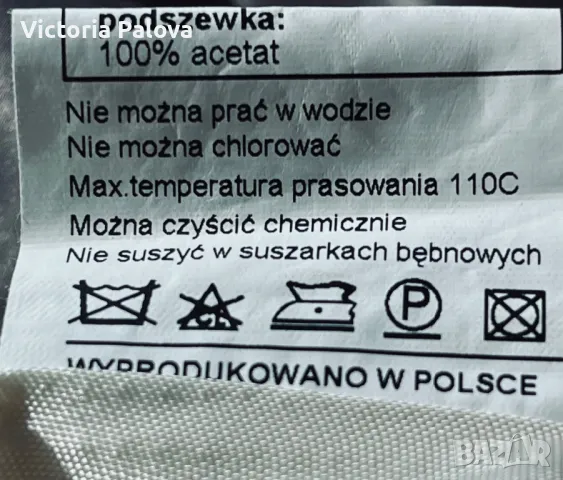 Victoria Palova
podszewka:
100% acetat
Nie można prać w wodzie
Nie można chlorować
Max.temperatura prasowania 110C
Można czyścić chemicznie
Nie suszyć w suszarkach bębnowych
P
WYPRODUKOWANO W POLSCE
BAZAR